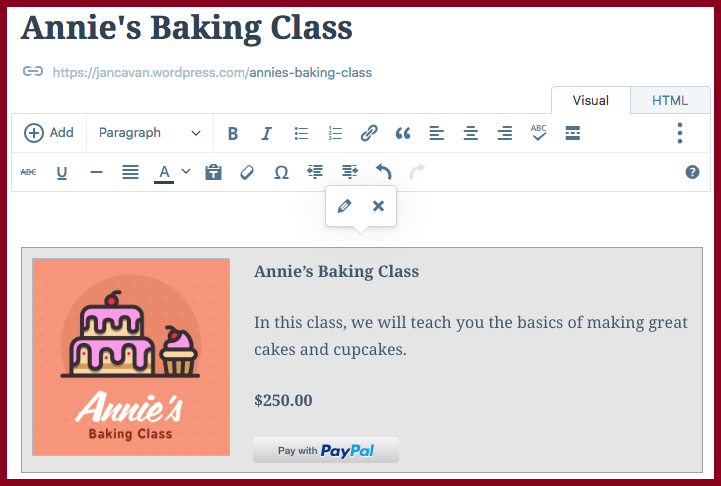 Annie's Baking Class
https://jancavan.wordpress.com/annies-baking-class
Visual HTML
Add Paragraph B I ABC
ABC U A Ω
Annie’s Baking Class
In this class, we will teach you the basics of making great
cakes and cupcakes.
$250.00
Pay with PayPal
Annie's
Baking Class